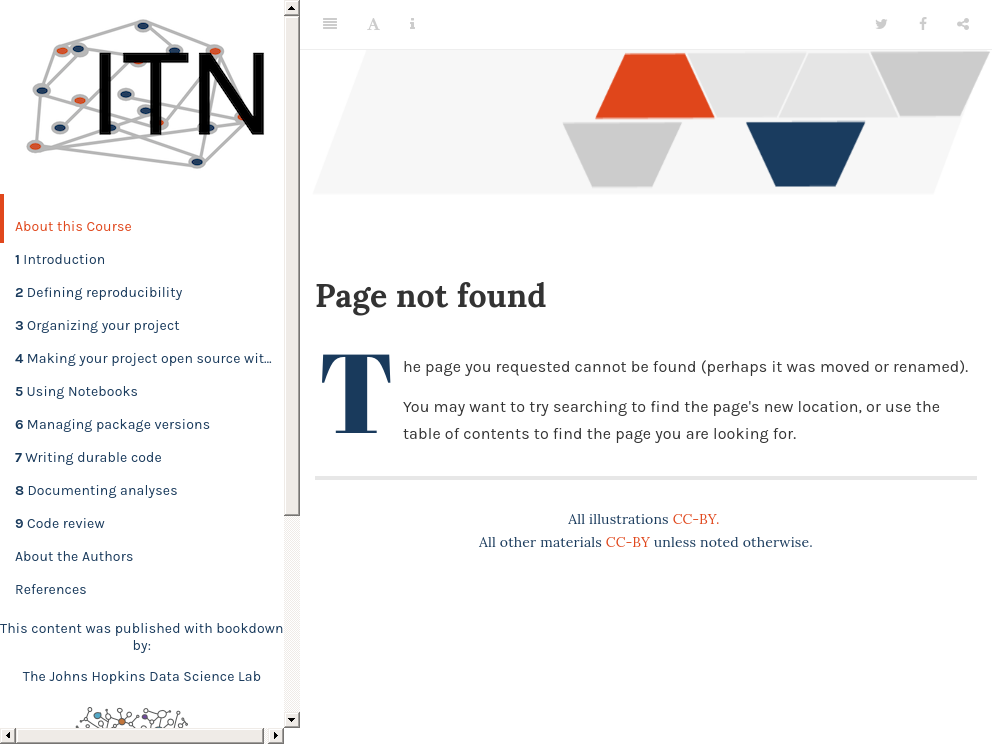 ITN
About this Course
1 Introduction
2 Defining reproducibility
3 Organizing your project
4 Making your project open source wit…
5 Using Notebooks
6 Managing package versions
7 Writing durable code
8 Documenting analyses
9 Code review
About the Authors
References
This content was published with bookdown
by:
The Johns Hopkins Data Science Lab
A
Page not found
The page you requested cannot be found (perhaps it was moved or renamed).
You may want to try searching to find the page's new location, or use the
table of contents to find the page you are looking for.
All illustrations CC-BY.
All other materials CC-BY unless noted otherwise.